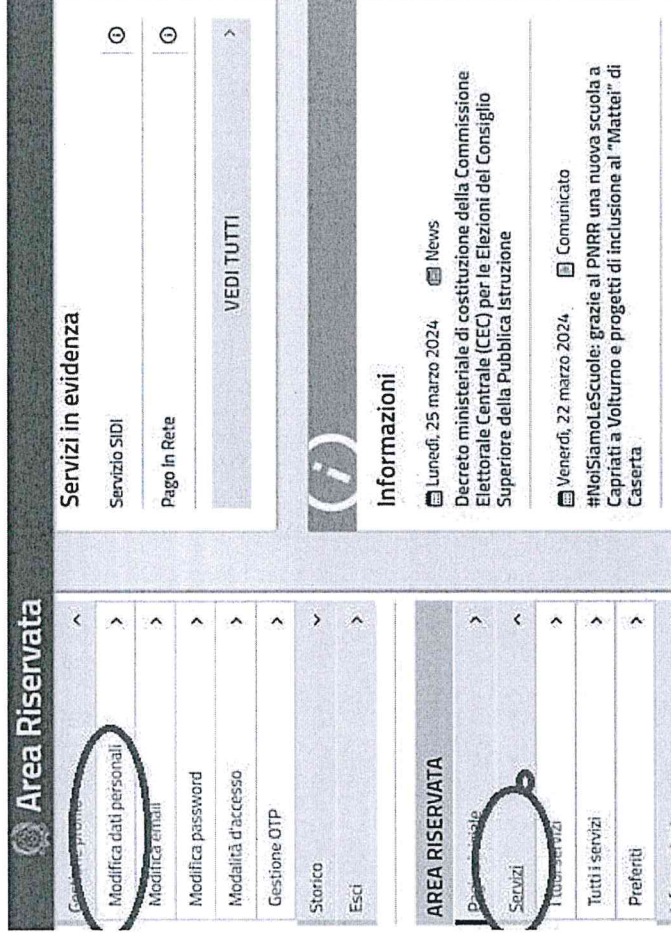 Area Riservata
Modifica dati personali
Modifica email
Modifica password
Modalità d'accesso
Gestione OTP
Storico
Esci
AREA RISERVATA
Servizi
Tutti i servizi
Preferiti
Servizi in evidenza
Servizio SIDI
Pago In Rete
VEDI TUTTI
Informazioni
Lunedì, 25 marzo 2024 News
Decreto ministeriale di costituzione della Commissione
Elettorale Centrale (CEC) per le Elezioni del Consiglio
Superiore della Pubblica Istruzione
Venerdì, 22 marzo 2024 Comunicato
#NoiSiamoLeScuole: grazie al PNRR una nuova scuola a
Capriati a Volturno e progetti di inclusione al "Mattei" di
Caserta